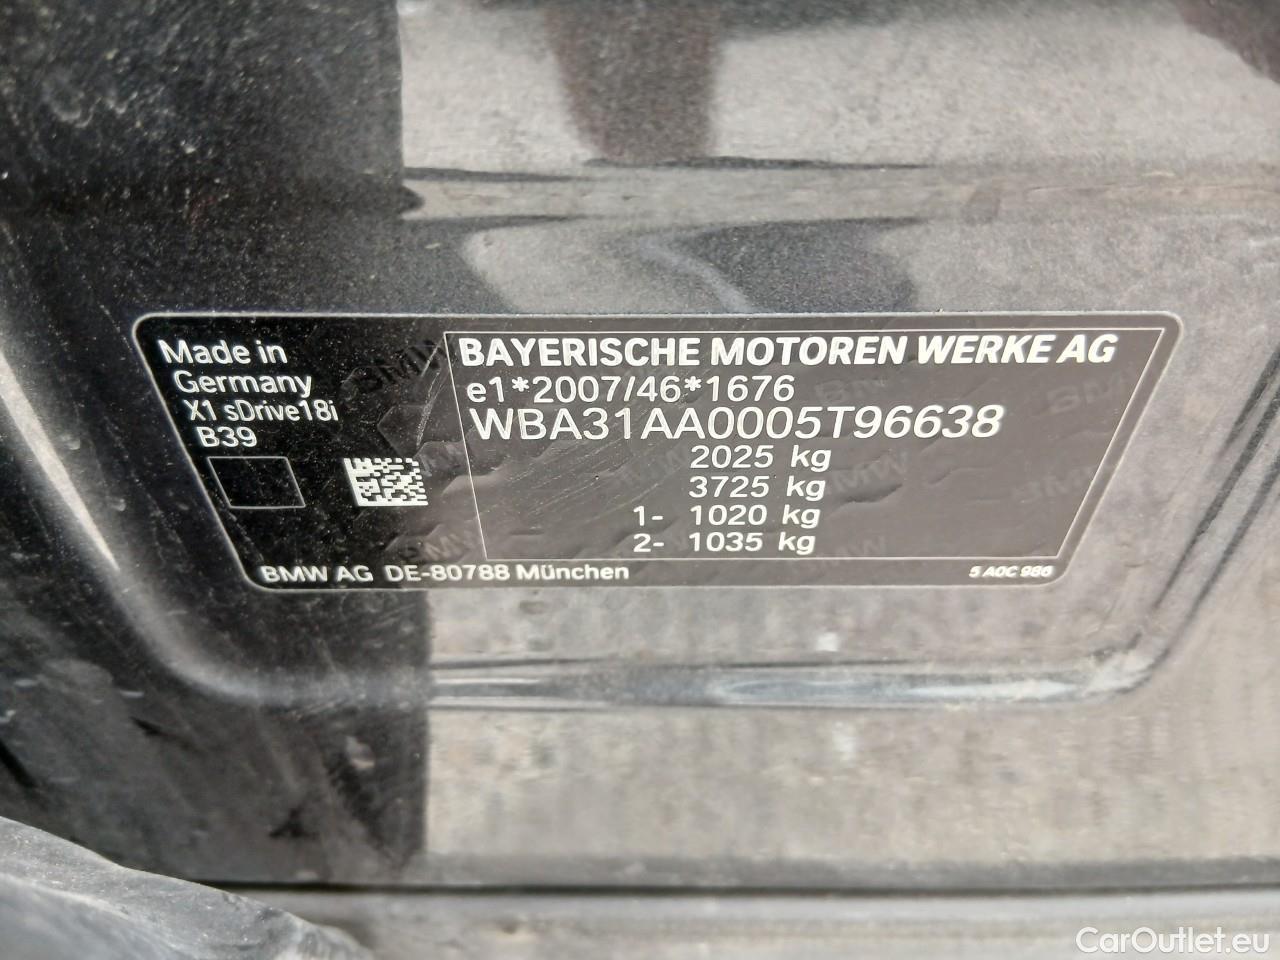 Made in
Germany
X1 sDrive18i
B39
BAYERISCHE MOTOREN WERKE AG
e1*2007/46*1676
WBA31AA0005T96638
2025 kg
3725 kg
1- 1020 kg
2- 1035 kg
BMW AG DE-80788 München
5 A0C 986
CarOutlet.eu